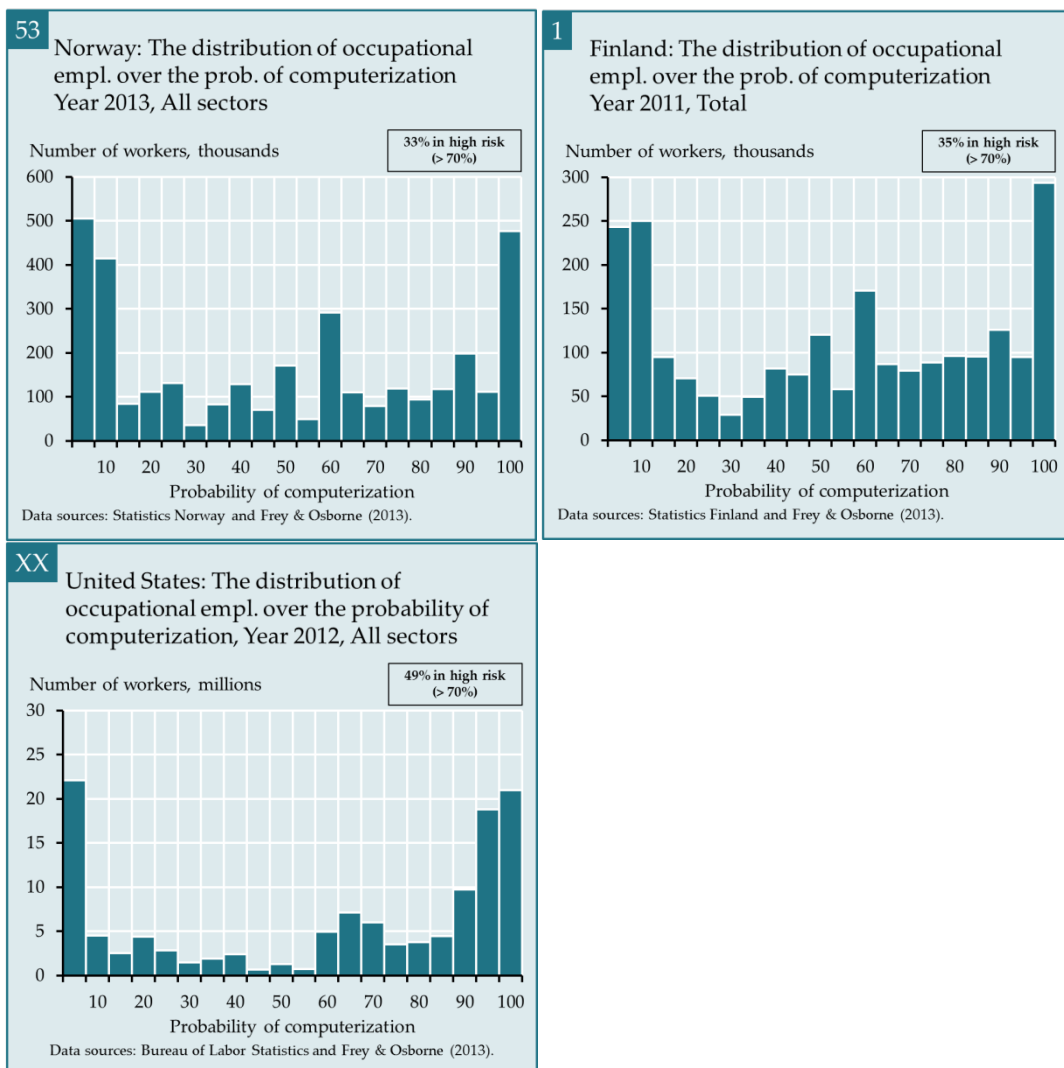 53
Norway: The distribution of occupational
empl. over the prob. of computerization
Year 2013, All sectors
Number of workers, thousands
33% in high risk
(> 70%)
600
500
400
300
200
100
0
10 20 30 40 50 60 70 80 90 100
Probability of computerization
Data sources: Statistics Norway and Frey & Osborne (2013).
1
Finland: The distribution of occupational
empl. over the prob. of computerization
Year 2011, Total
Number of workers, thousands
35% in high risk
(> 70%)
300
250
200
150
100
50
0
10 20 30 40 50 60 70 80 90 100
Probability of computerization
Data sources: Statistics Finland and Frey & Osborne (2013).
XX
United States: The distribution of
occupational empl. over the probability of
computerization, Year 2012, All sectors
Number of workers, millions
49% in high risk
(> 70%)
30
25
20
15
10
5
0
10 20 30 40 50 60 70 80 90 100
Probability of computerization
Data sources: Bureau of Labor Statistics and Frey & Osborne (2013).